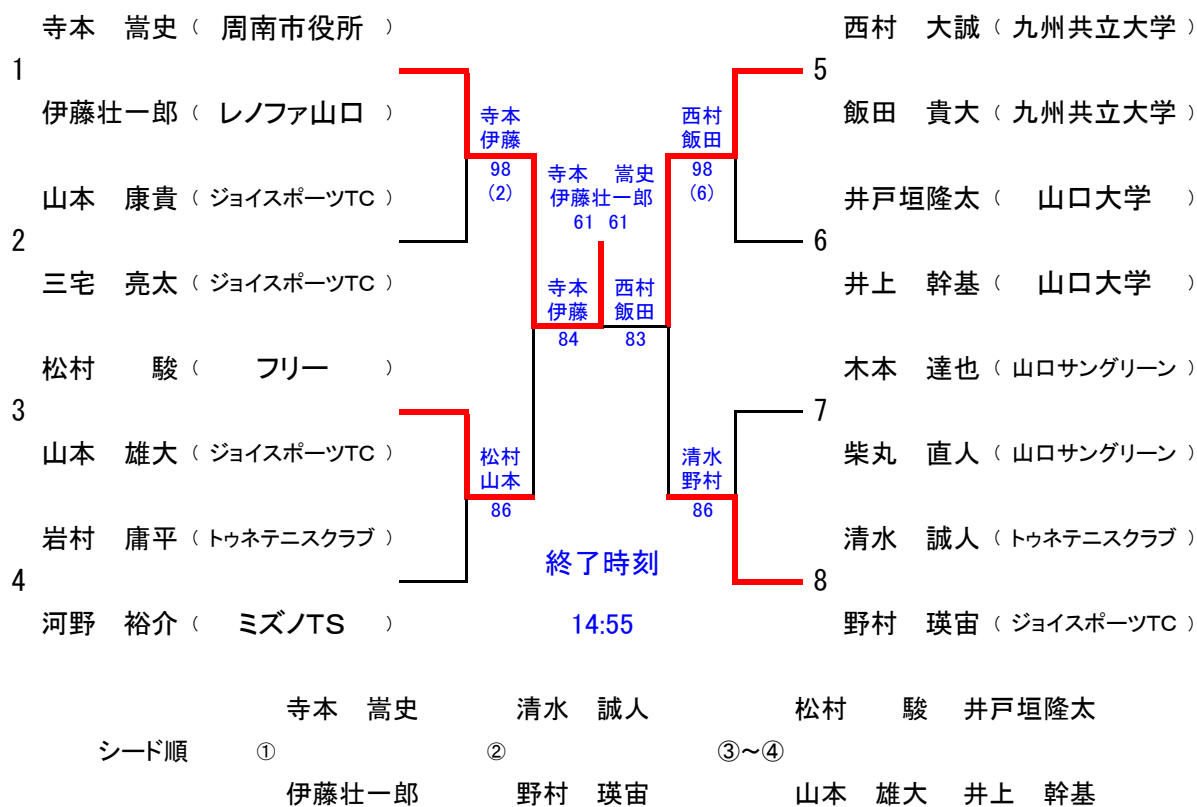 寺本 嵩史（ 周南市役所 ）
1
伊藤壮一郎（ レノファ山口 ）
山本 康貴（ ジョイスポーツTC ）
2
三宅 亮太（ ジョイスポーツTC ）
松村 駿（ フリー ）
3
山本 雄大（ ジョイスポーツTC ）
岩村 庸平（ トゥネテニスクラブ ）
4
河野 裕介（ ミズノTS ）
寺本
伊藤
98
(2)
松村
山本
86
寺本 嵩史
伊藤壮一郎
61 61
寺本
伊藤
84
西村
飯田
83
西村
飯田
98
(6)
清水
野村
86
終了時刻
14:55
西村 大誠（ 九州共立大学 ）
5
飯田 貴大（ 九州共立大学 ）
井戸垣隆太（ 山口大学 ）
6
井上 幹基（ 山口大学 ）
木本 達也（ 山口サングリーン ）
7
柴丸 直人（ 山口サングリーン ）
清水 誠人（ トゥネテニスクラブ ）
8
野村 瑛宙（ ジョイスポーツTC ）
寺本 嵩史 清水 誠人 松村 駿 井戸垣隆太
シード順 ① ② ③～④
伊藤壮一郎 野村 瑛宙 山本 雄大 井上 幹基